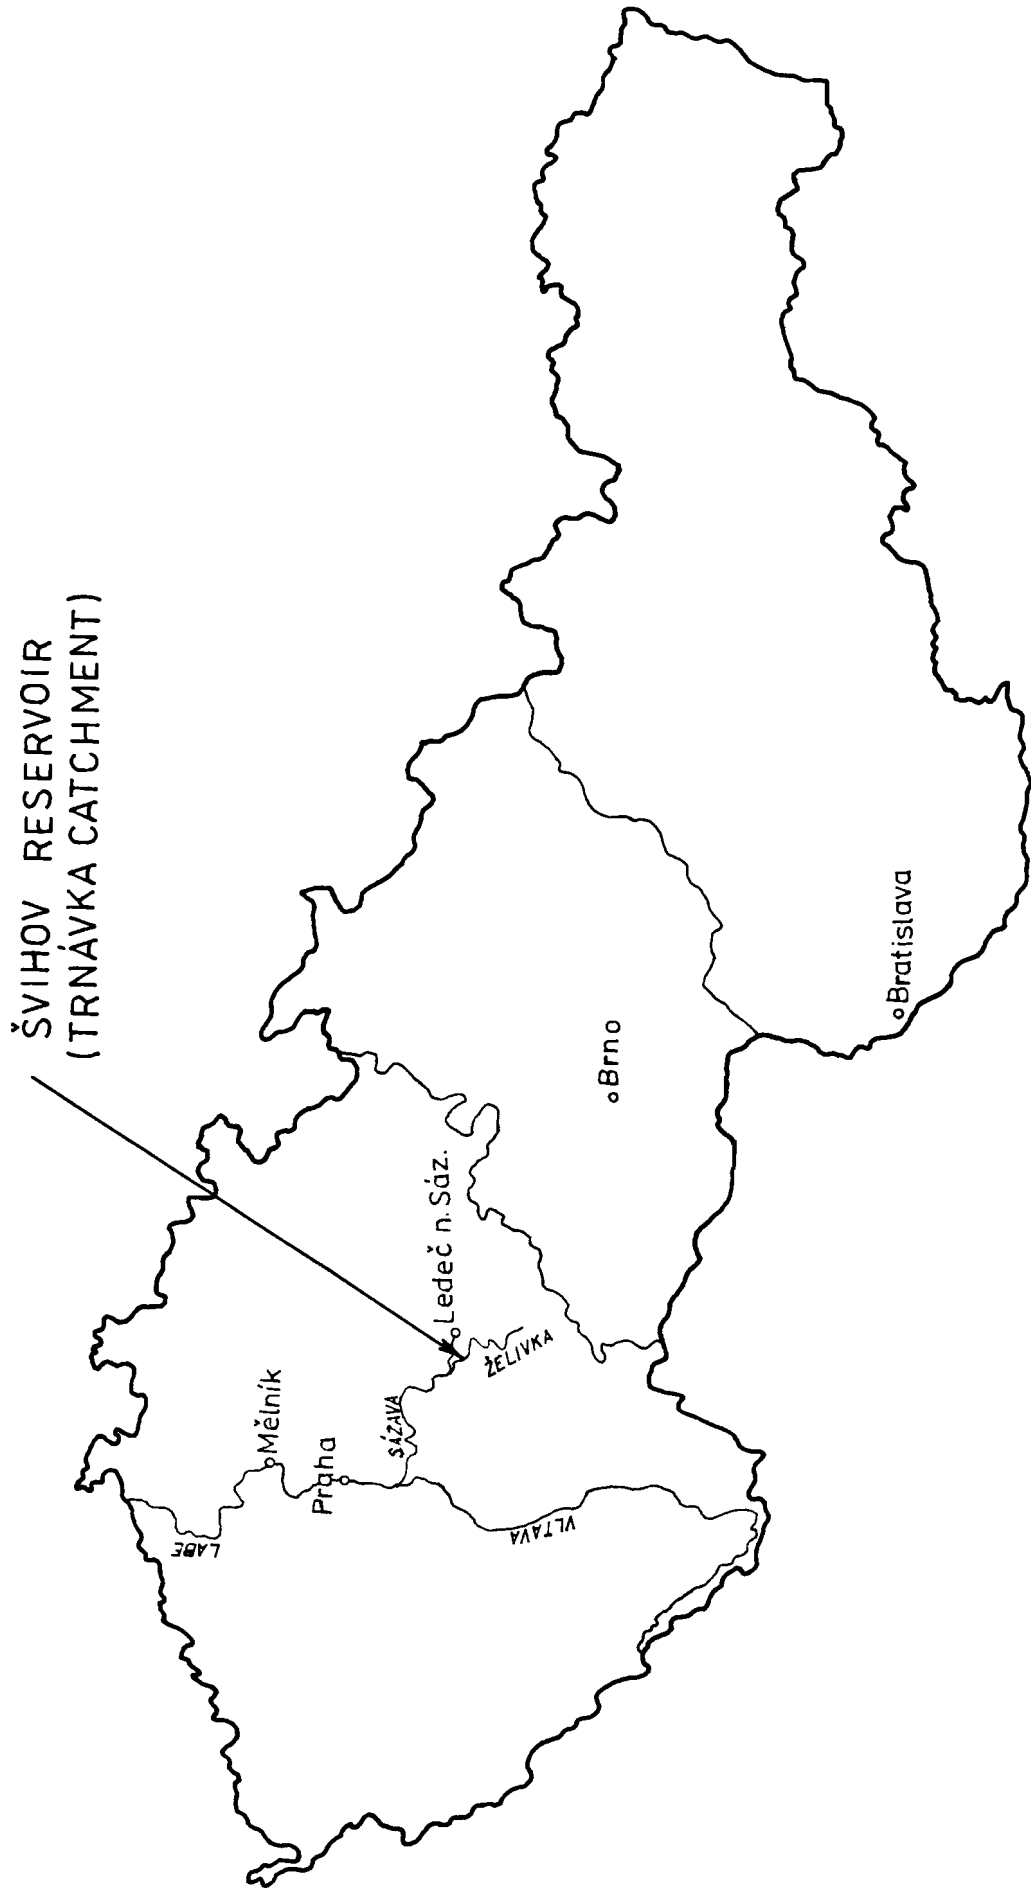 ŠVIHOV RESERVOIR
(TRNÁVKA CATCHMENT)
LABE
Mělník
Praha
SÁZAVA
Ledeč n. Sáz.
ŽELIVKA
VLTAVA
Brno
Bratislava